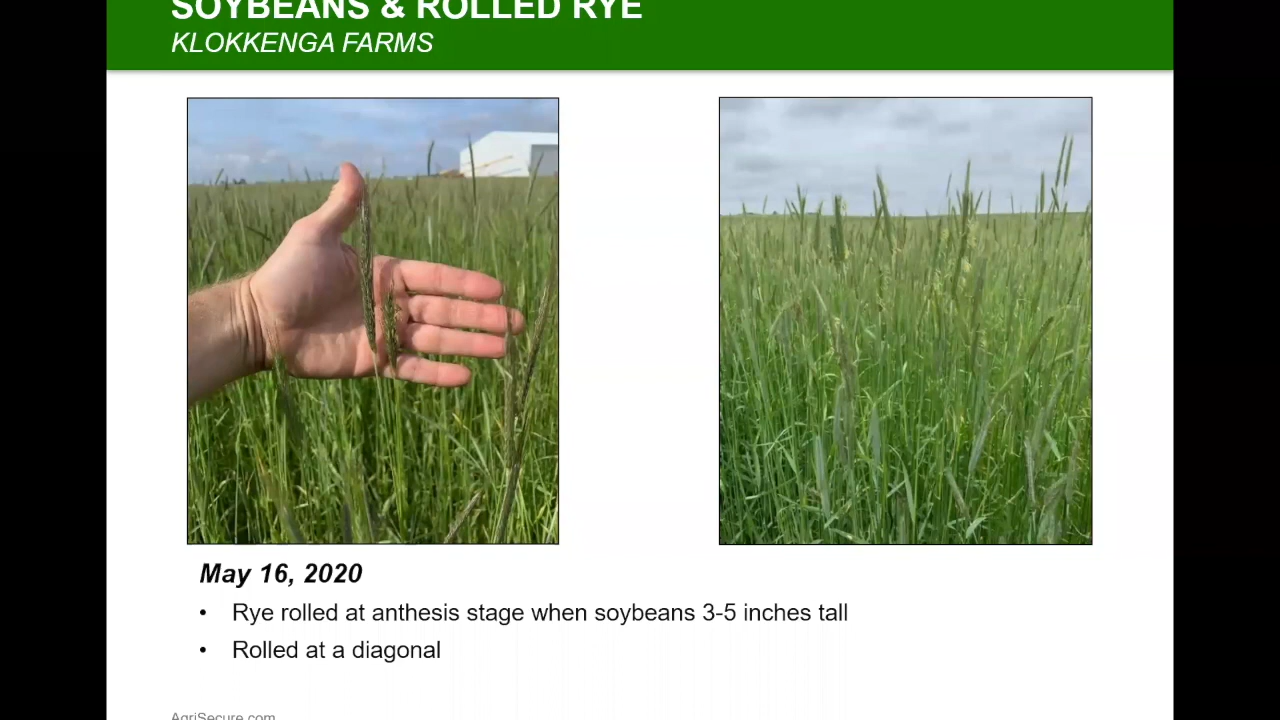 SOYBEANS & ROLLED RYE
KLOKKENGA FARMS
May 16, 2020
• Rye rolled at anthesis stage when soybeans 3-5 inches tall
• Rolled at a diagonal
AgriSecure.com